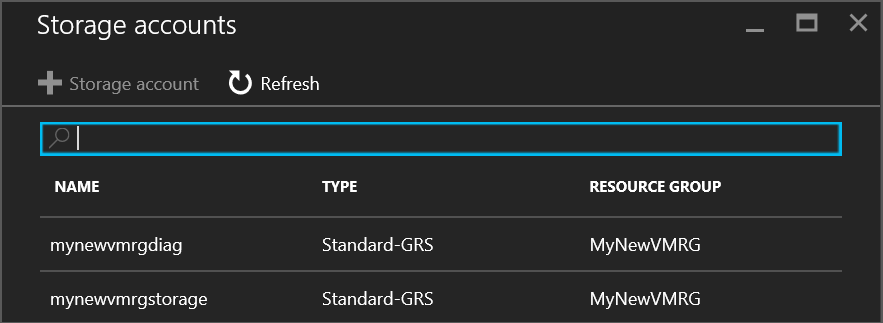 Storage accounts
Storage account Refresh
NAME TYPE RESOURCE GROUP
mynewvmrgdiag Standard-GRS MyNewVMRG
mynewvmrgstorage Standard-GRS MyNewVMRG